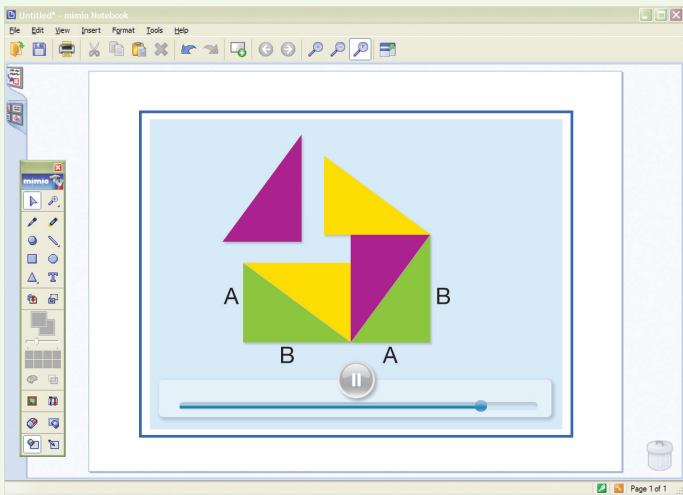 Untitled* - mimio Notebook
File Edit View Insert Format Tools Help
mimio
T
A
B
B
A
Page 1 of 1